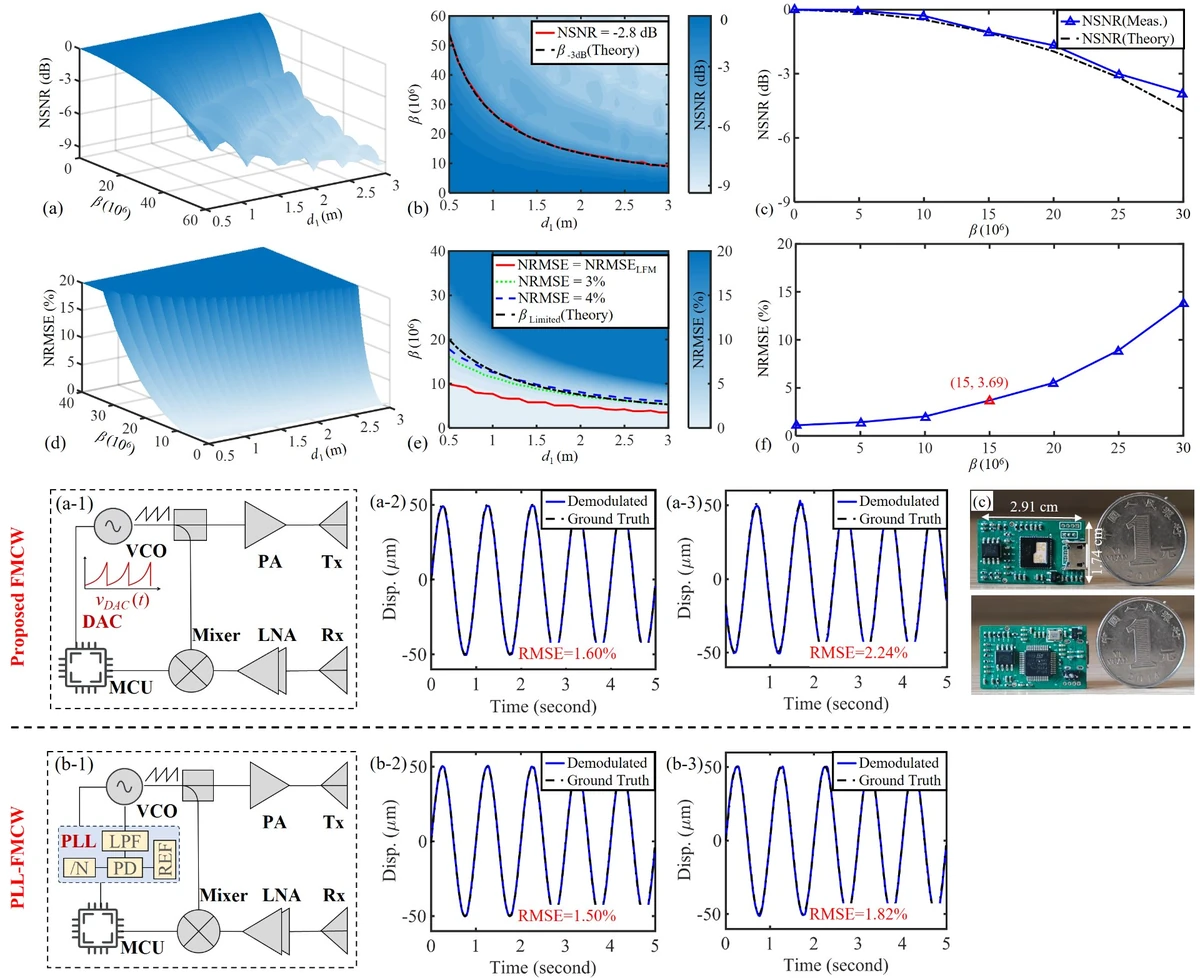 0
-3
-6
-9
NSNR (dB)
0
20
40
60
β (10⁶)
0.5
1
1.5
2
2.5
3
d₁ (m)
(a)
60
50
40
30
20
10
0
β (10⁶)
NSNR = -2.8 dB
β -3dB (Theory)
0.5
1
1.5
2
2.5
3
d₁ (m)
(b)
0
-3
-6
-9
NSNR (dB)
0
-3
-6
-9
NSNR (dB)
NSNR(Meas.)
NSNR(Theory)
0
5
10
15
20
25
30
β (10⁶)
(c)
20
15
10
5
0
NRMSE (%)
40
30
20
10
0
β (10⁶)
0.5
1
1.5
2
2.5
3
d₁ (m)
(d)
40
30
20
10
0
β (10⁶)
NRMSE = NRMSE LFM
NRMSE = 3%
NRMSE = 4%
β Limited (Theory)
0.5
1
1.5
2
2.5
3
d₁ (m)
(e)
20
15
10
5
0
NRMSE (%)
20
15
10
5
0
NRMSE (%)
(15, 3.69)
0
5
10
15
20
25
30
β (10⁶)
(f)
Proposed FMCW
(a-1)
VCO
PA
Tx
v DAC (t)
DAC
Mixer
LNA
Rx
MCU
(a-2)
50
0
-50
Disp. (μm)
Demodulated
Ground Truth
RMSE=1.60%
0
1
2
3
4
5
Time (second)
(a-3)
50
0
-50
Disp. (μm)
Demodulated
Ground Truth
RMSE=2.24%
0
1
2
3
4
5
Time (second)
(c)
2.91 cm
1.74 cm
1
1
PLL-FMCW
(b-1)
VCO
PA
Tx
PLL
LPF
/N
PD
REF
Mixer
LNA
Rx
MCU
(b-2)
50
0
-50
Disp. (μm)
Demodulated
Ground Truth
RMSE=1.50%
0
1
2
3
4
5
Time (second)
(b-3)
50
0
-50
Disp. (μm)
Demodulated
Ground Truth
RMSE=1.82%
0
1
2
3
4
5
Time (second)